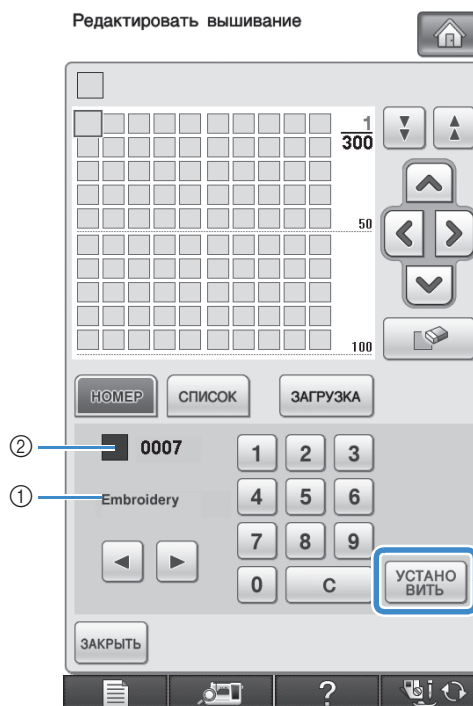 Редактировать вышивание
1
300
50
100
НОМЕР СПИСОК ЗАГРУЗКА
② 0007
1 2 3
① Embroidery
4 5 6
7 8 9
0 C
УСТАНО
ВИТЬ
ЗАКРЫТЬ
?